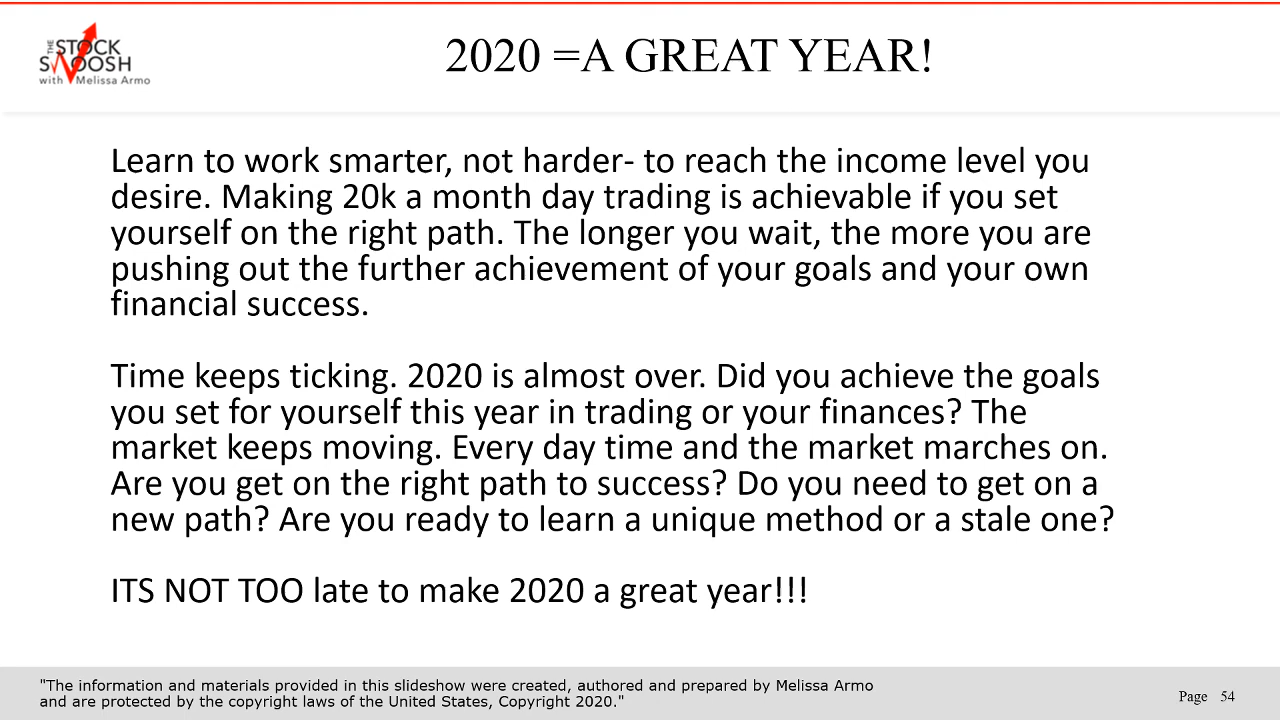 THE STOCK
SWOOSH
with Melissa Armo
2020 =A GREAT YEAR!
Learn to work smarter, not harder- to reach the income level you
desire. Making 20k a month day trading is achievable if you set
yourself on the right path. The longer you wait, the more you are
pushing out the further achievement of your goals and your own
financial success.
Time keeps ticking. 2020 is almost over. Did you achieve the goals
you set for yourself this year in trading or your finances? The
market keeps moving. Every day time and the market marches on.
Are you get on the right path to success? Do you need to get on a
new path? Are you ready to learn a unique method or a stale one?
ITS NOT TOO late to make 2020 a great year!!!
"The information and materials provided in this slideshow were created, authored and prepared by Melissa Armo
and are protected by the copyright laws of the United States, Copyright 2020."
Page 54